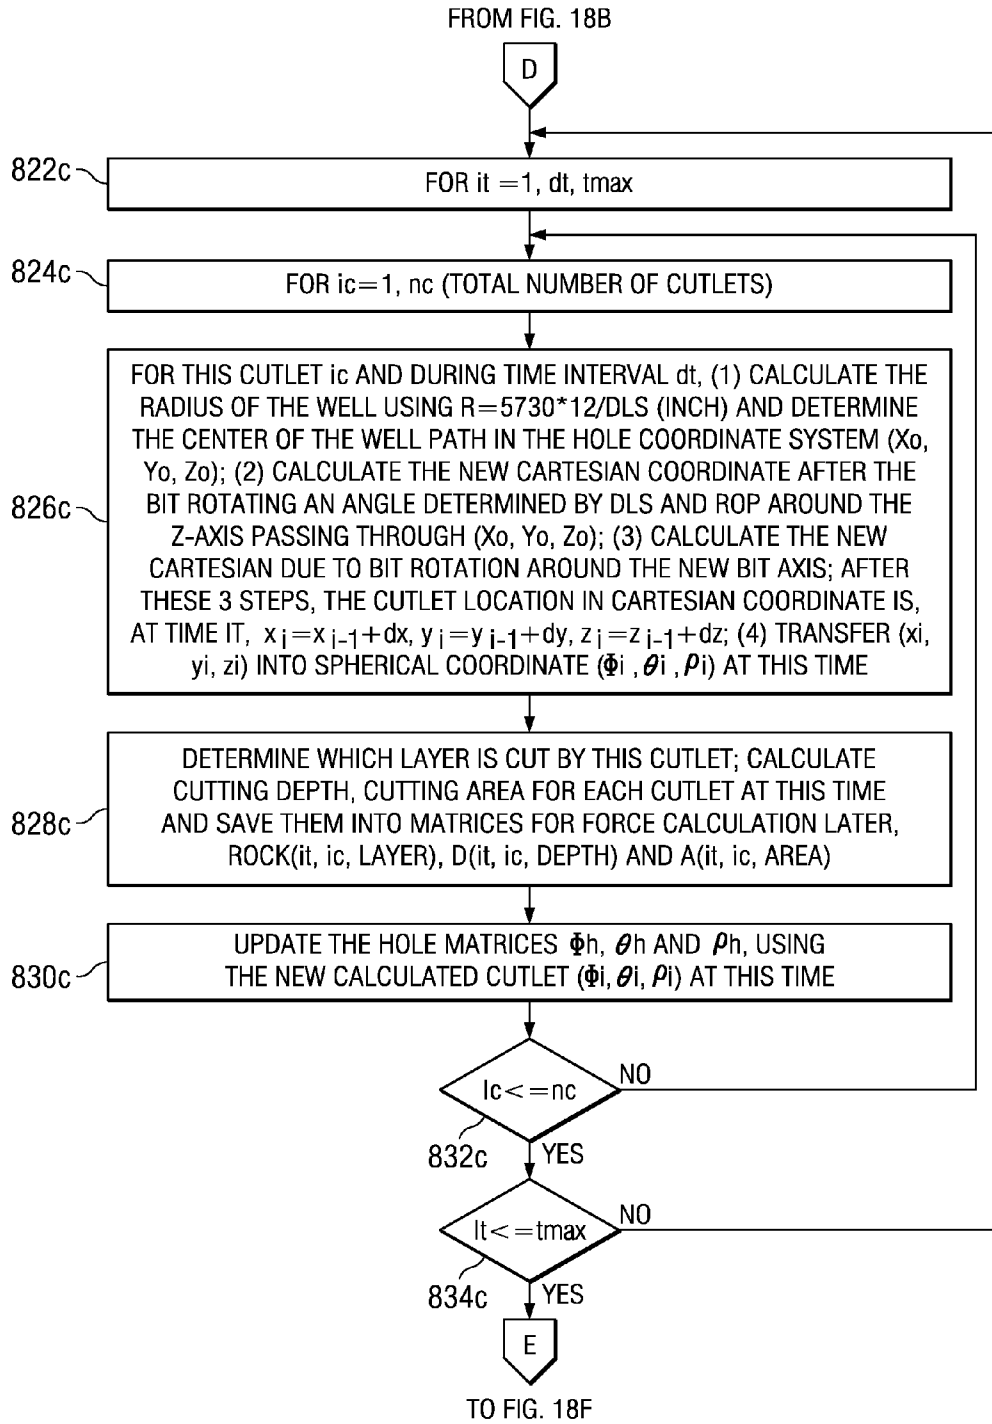 FROM FIG. 18B
D
822c
FOR it =1, dt, tmax
824c
FOR ic=1, nc (TOTAL NUMBER OF CUTLETS)
826c
FOR THIS CUTLET ic AND DURING TIME INTERVAL dt, (1) CALCULATE THE
RADIUS OF THE WELL USING R=5730*12/DLS (INCH) AND DETERMINE
THE CENTER OF THE WELL PATH IN THE HOLE COORDINATE SYSTEM (Xo,
Yo, Zo); (2) CALCULATE THE NEW CARTESIAN COORDINATE AFTER THE
BIT ROTATING AN ANGLE DETERMINED BY DLS AND ROP AROUND THE
Z-AXIS PASSING THROUGH (Xo, Yo, Zo); (3) CALCULATE THE NEW
CARTESIAN DUE TO BIT ROTATION AROUND THE NEW BIT AXIS; AFTER
THESE 3 STEPS, THE CUTLET LOCATION IN CARTESIAN COORDINATE IS,
AT TIME IT, x i=x i-1+dx, y i=y i-1+dy, z i=z i-1+dz; (4) TRANSFER (xi,
yi, zi) INTO SPHERICAL COORDINATE (Φi ,θi ,ρi) AT THIS TIME
828c
DETERMINE WHICH LAYER IS CUT BY THIS CUTLET; CALCULATE
CUTTING DEPTH, CUTTING AREA FOR EACH CUTLET AT THIS TIME
AND SAVE THEM INTO MATRICES FOR FORCE CALCULATION LATER,
ROCK(it, ic, LAYER), D(it, ic, DEPTH) AND A(it, ic, AREA)
830c
UPDATE THE HOLE MATRICES Φh, θh AND ρh, USING
THE NEW CALCULATED CUTLET (Φi, θi, ρi) AT THIS TIME
Ic<=nc
NO
832c
YES
It<=tmax
NO
834c
YES
E
TO FIG. 18F